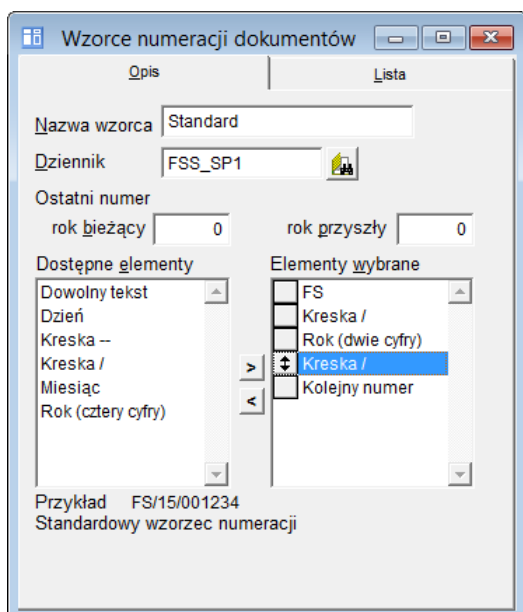 Wzorce numeracji dokumentów
Opis
Lista
Nazwa wzorca Standard
Dziennik FSS_SP1
Ostatni numer
rok bieżący 0 rok przyszły 0
Dostępne elementy Elementy wybrane
Dowolny tekst FS
Dzień Kreska /
Kreska -- Rok (dwie cyfry)
Kreska / Kreska /
Miesiąc Kolejny numer
Rok (cztery cyfry)
>
<
Przykład FS/15/001234
Standardowy wzorzec numeracji